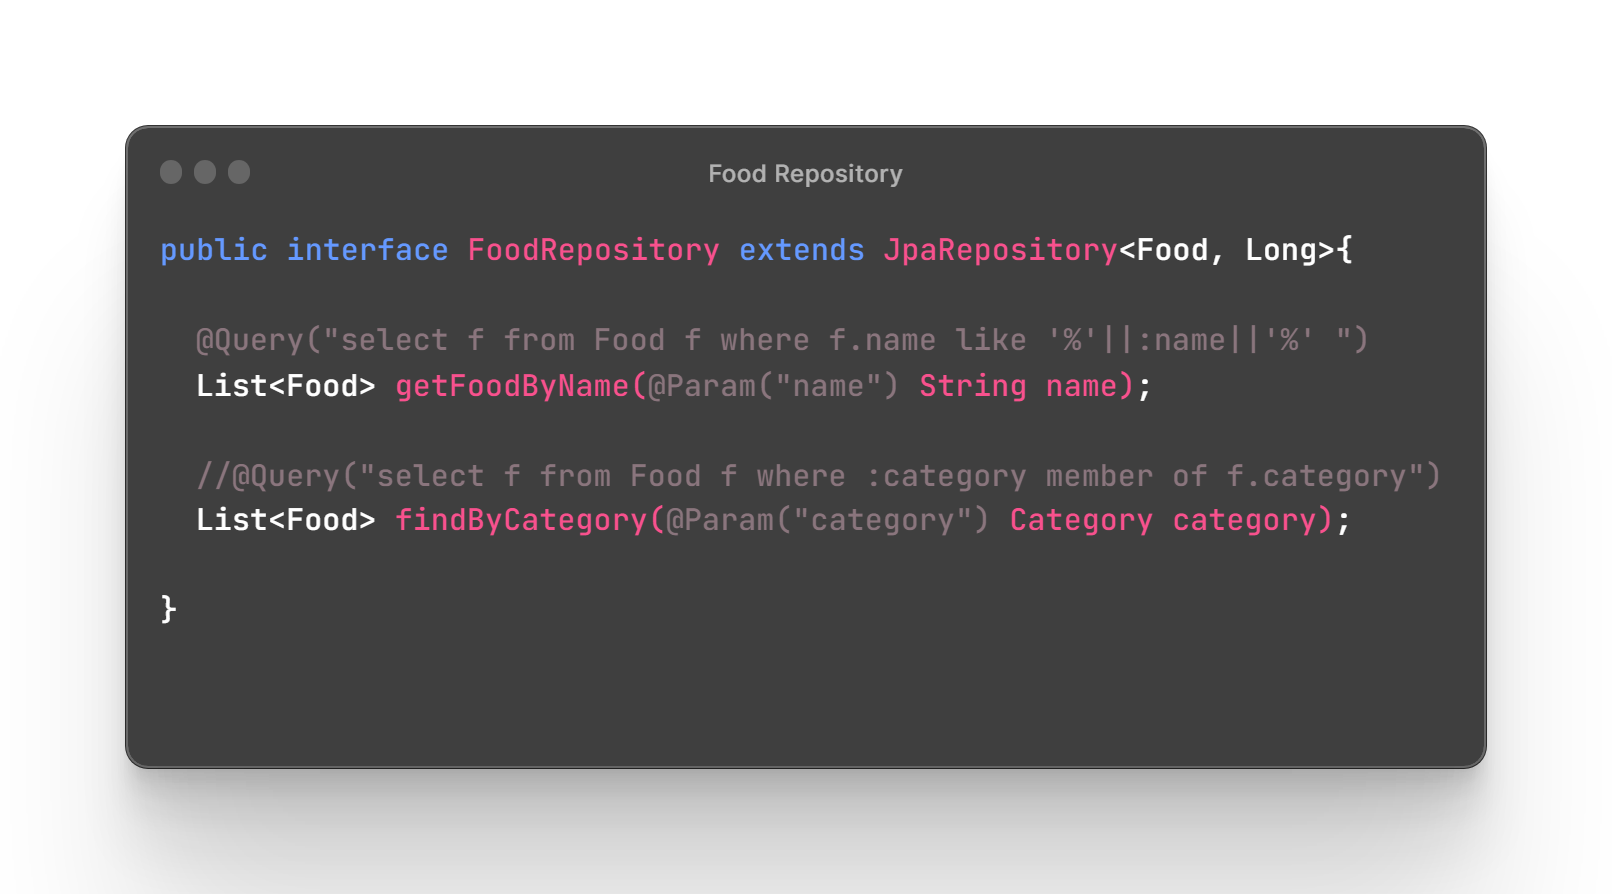 Food Repository
public interface FoodRepository extends JpaRepository<Food, Long>{
@Query("select f from Food f where f.name like '%'||:name||'%' ")
List<Food> getFoodByName(@Param("name") String name);
//@Query("select f from Food f where :category member of f.category")
List<Food> findByCategory(@Param("category") Category category);
}